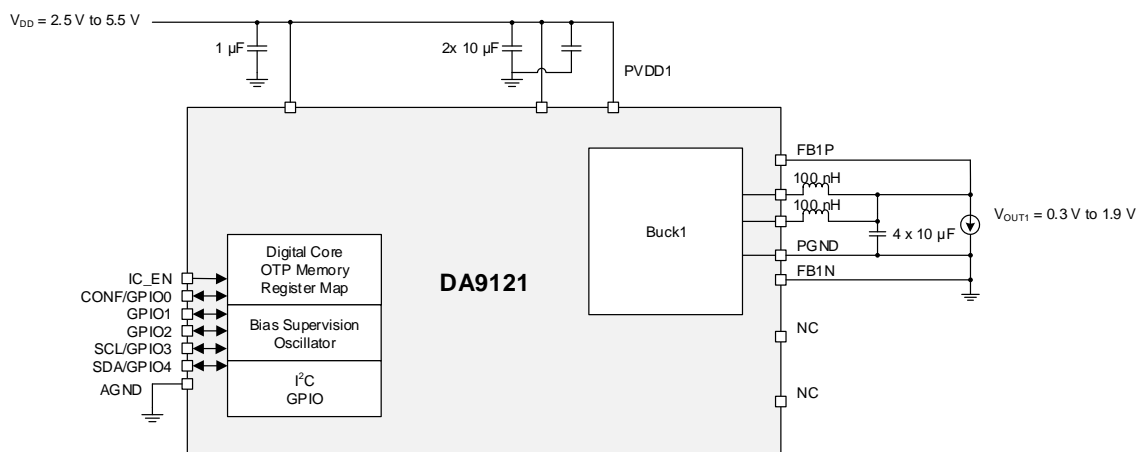 V_DD = 2.5 V to 5.5 V
1 µF
2x 10 µF
PVDD1
FB1P
100 nH
100 nH
V_OUT1 = 0.3 V to 1.9 V
Buck1
4 x 10 µF
PGND
FB1N
Digital Core
OTP Memory
Register Map
DA9121
IC_EN
CONF/GPIO0
GPIO1
GPIO2
SCL/GPIO3
SDA/GPIO4
AGND
Bias Supervision
Oscillator
I²C
GPIO
NC
NC